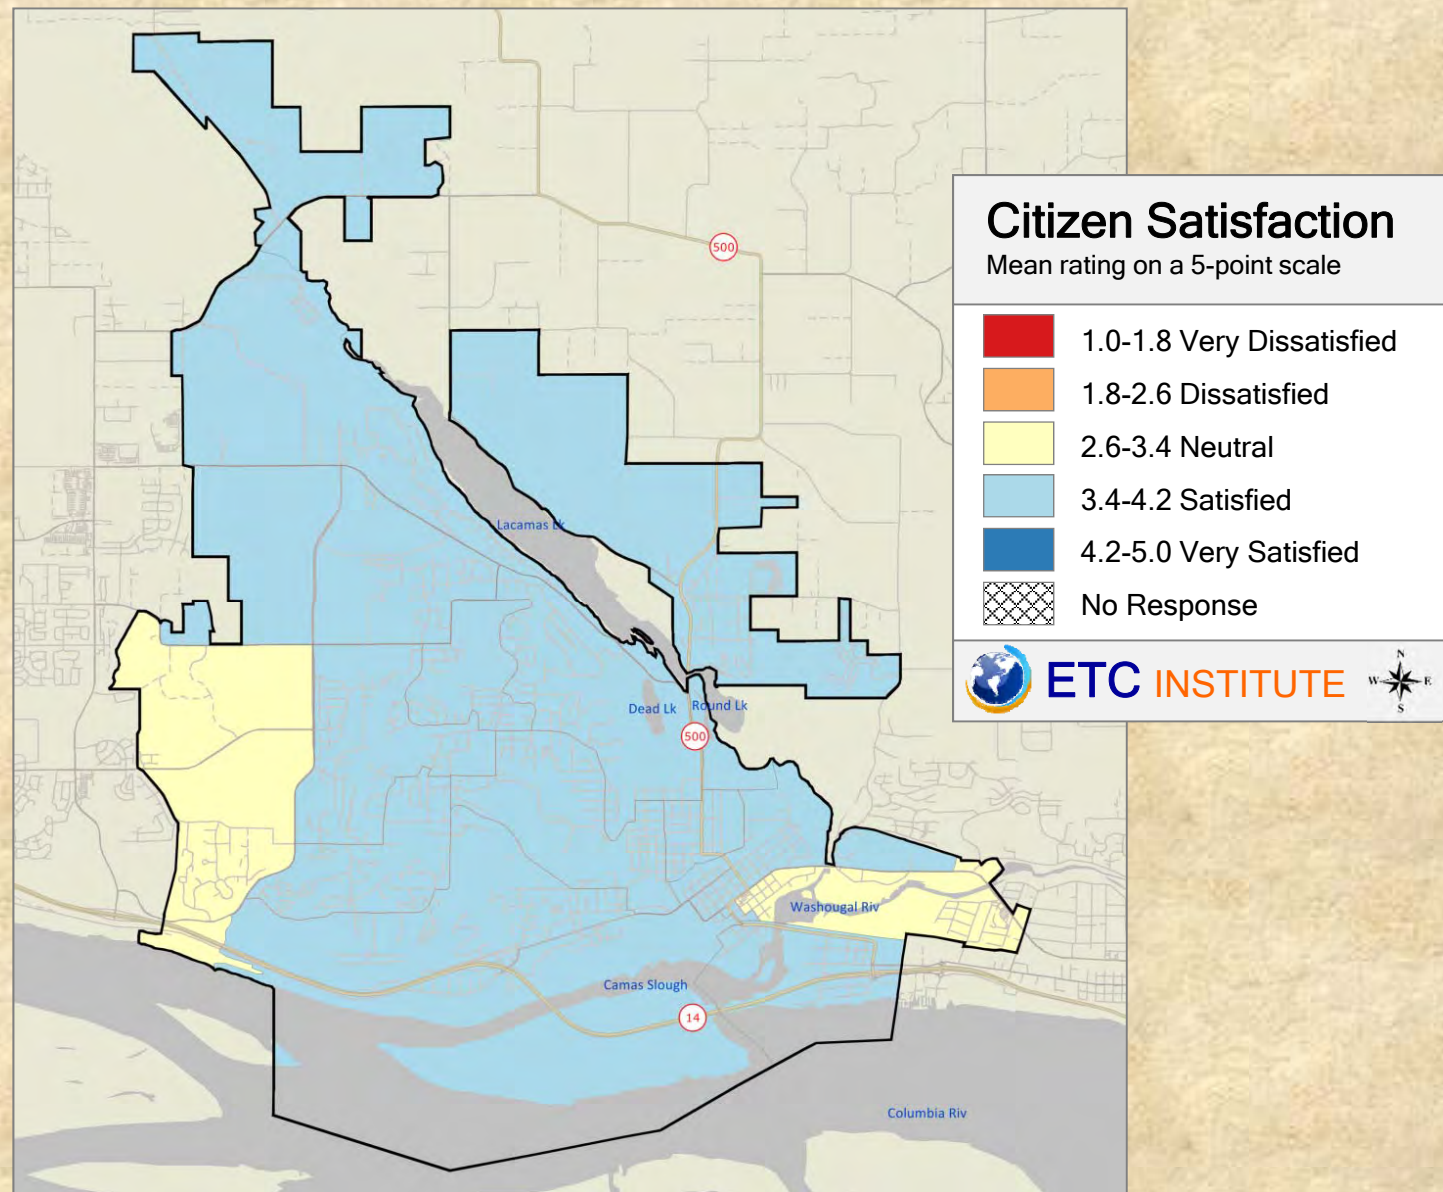 500
Citizen Satisfaction
Mean rating on a 5-point scale
1.0-1.8 Very Dissatisfied
1.8-2.6 Dissatisfied
2.6-3.4 Neutral
3.4-4.2 Satisfied
4.2-5.0 Very Satisfied
No Response
ETC INSTITUTE
N
W E
S
Lacamas Lk
Dead Lk
Round Lk
500
Washougal Riv
Camas Slough
14
Columbia Riv